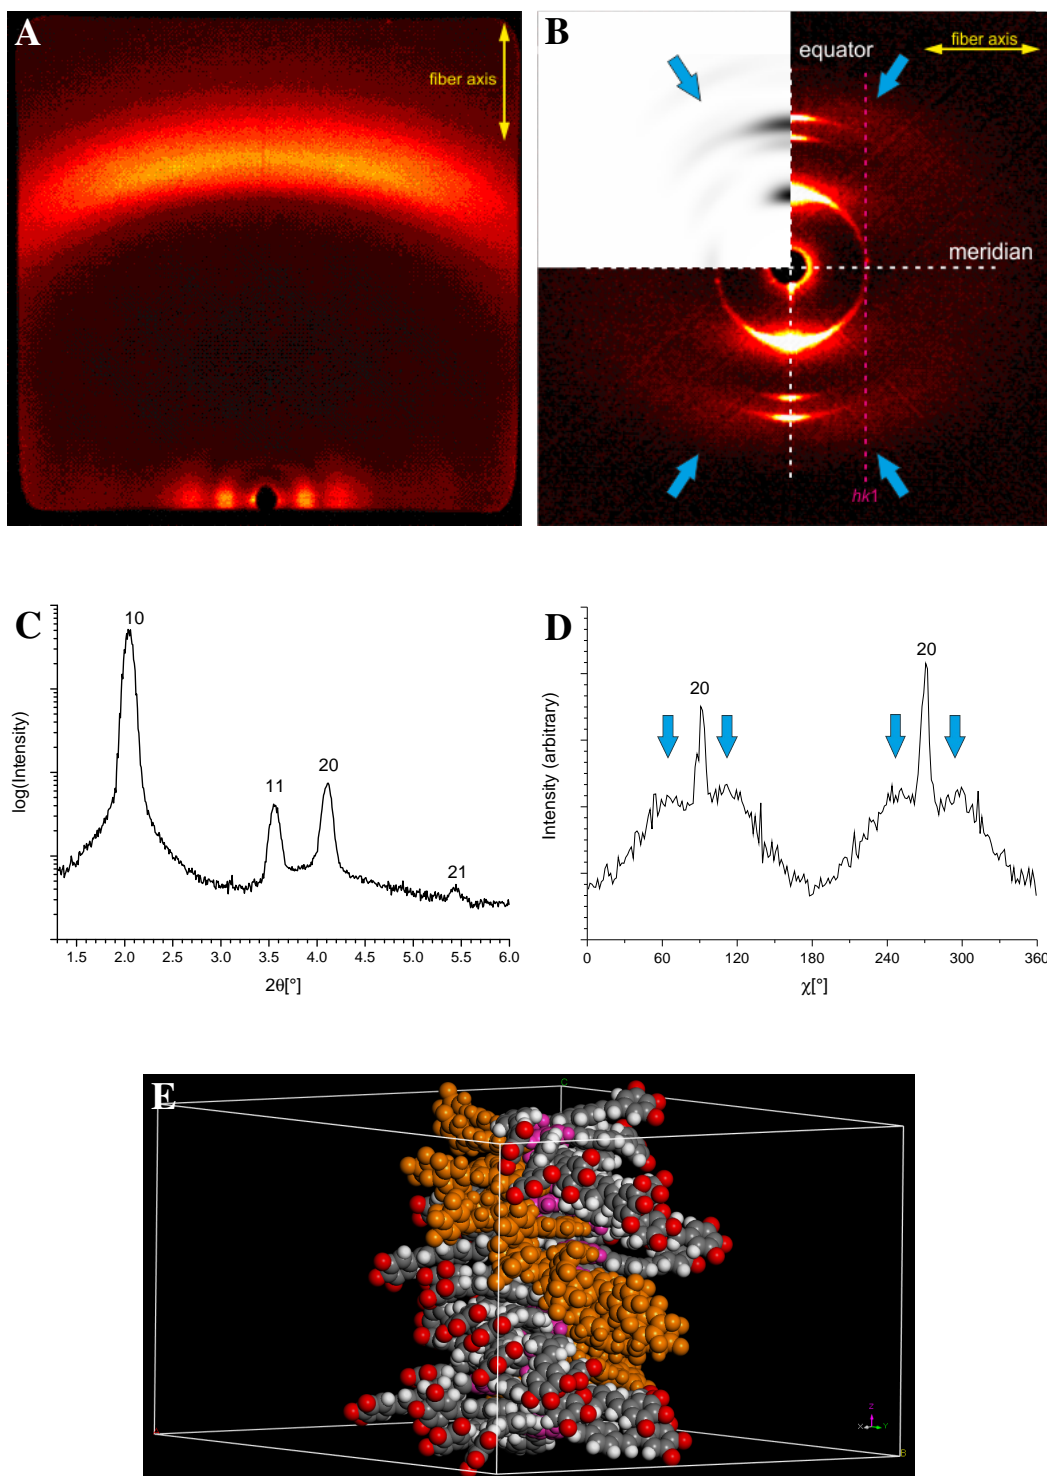 A
fiber axis
B
equator
fiber axis
meridian
hk1
C
10
11
20
21
log(Intensity)
1.5 2.0 2.5 3.0 3.5 4.0 4.5 5.0 5.5 6.0
2θ[°]
D
20
20
Intensity (arbitrary)
0 60 120 180 240 300 360
χ[°]
E
C
Z
X Y
B